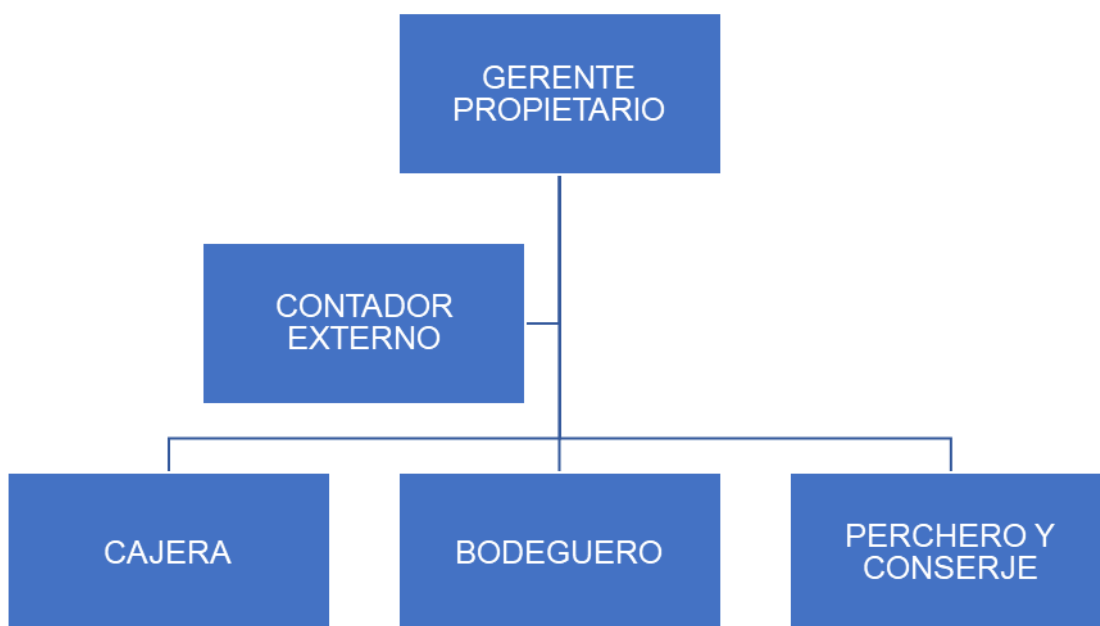 GERENTE
PROPIETARIO
CONTADOR
EXTERNO
CAJERA
BODEGUERO
PERCHERO Y
CONSERJE